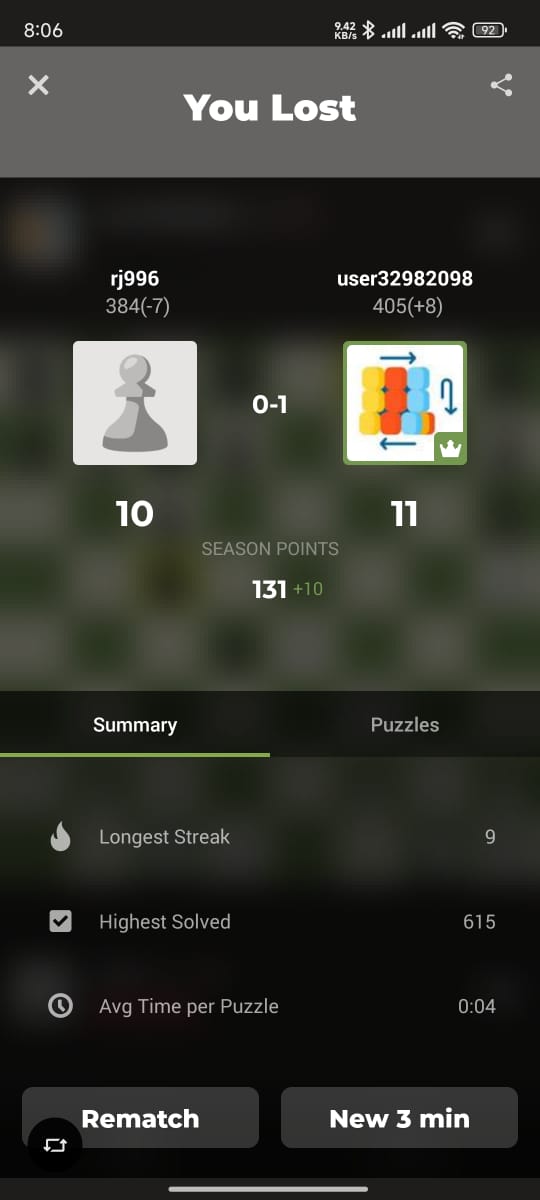 8:06
9.42
KB/s
92
You Lost
rj996
user32982098
384(-7)
405(+8)
0-1
10
11
SEASON POINTS
131 +10
Summary
Puzzles
Longest Streak
9
Highest Solved
615
Avg Time per Puzzle
0:04
Rematch
New 3 min